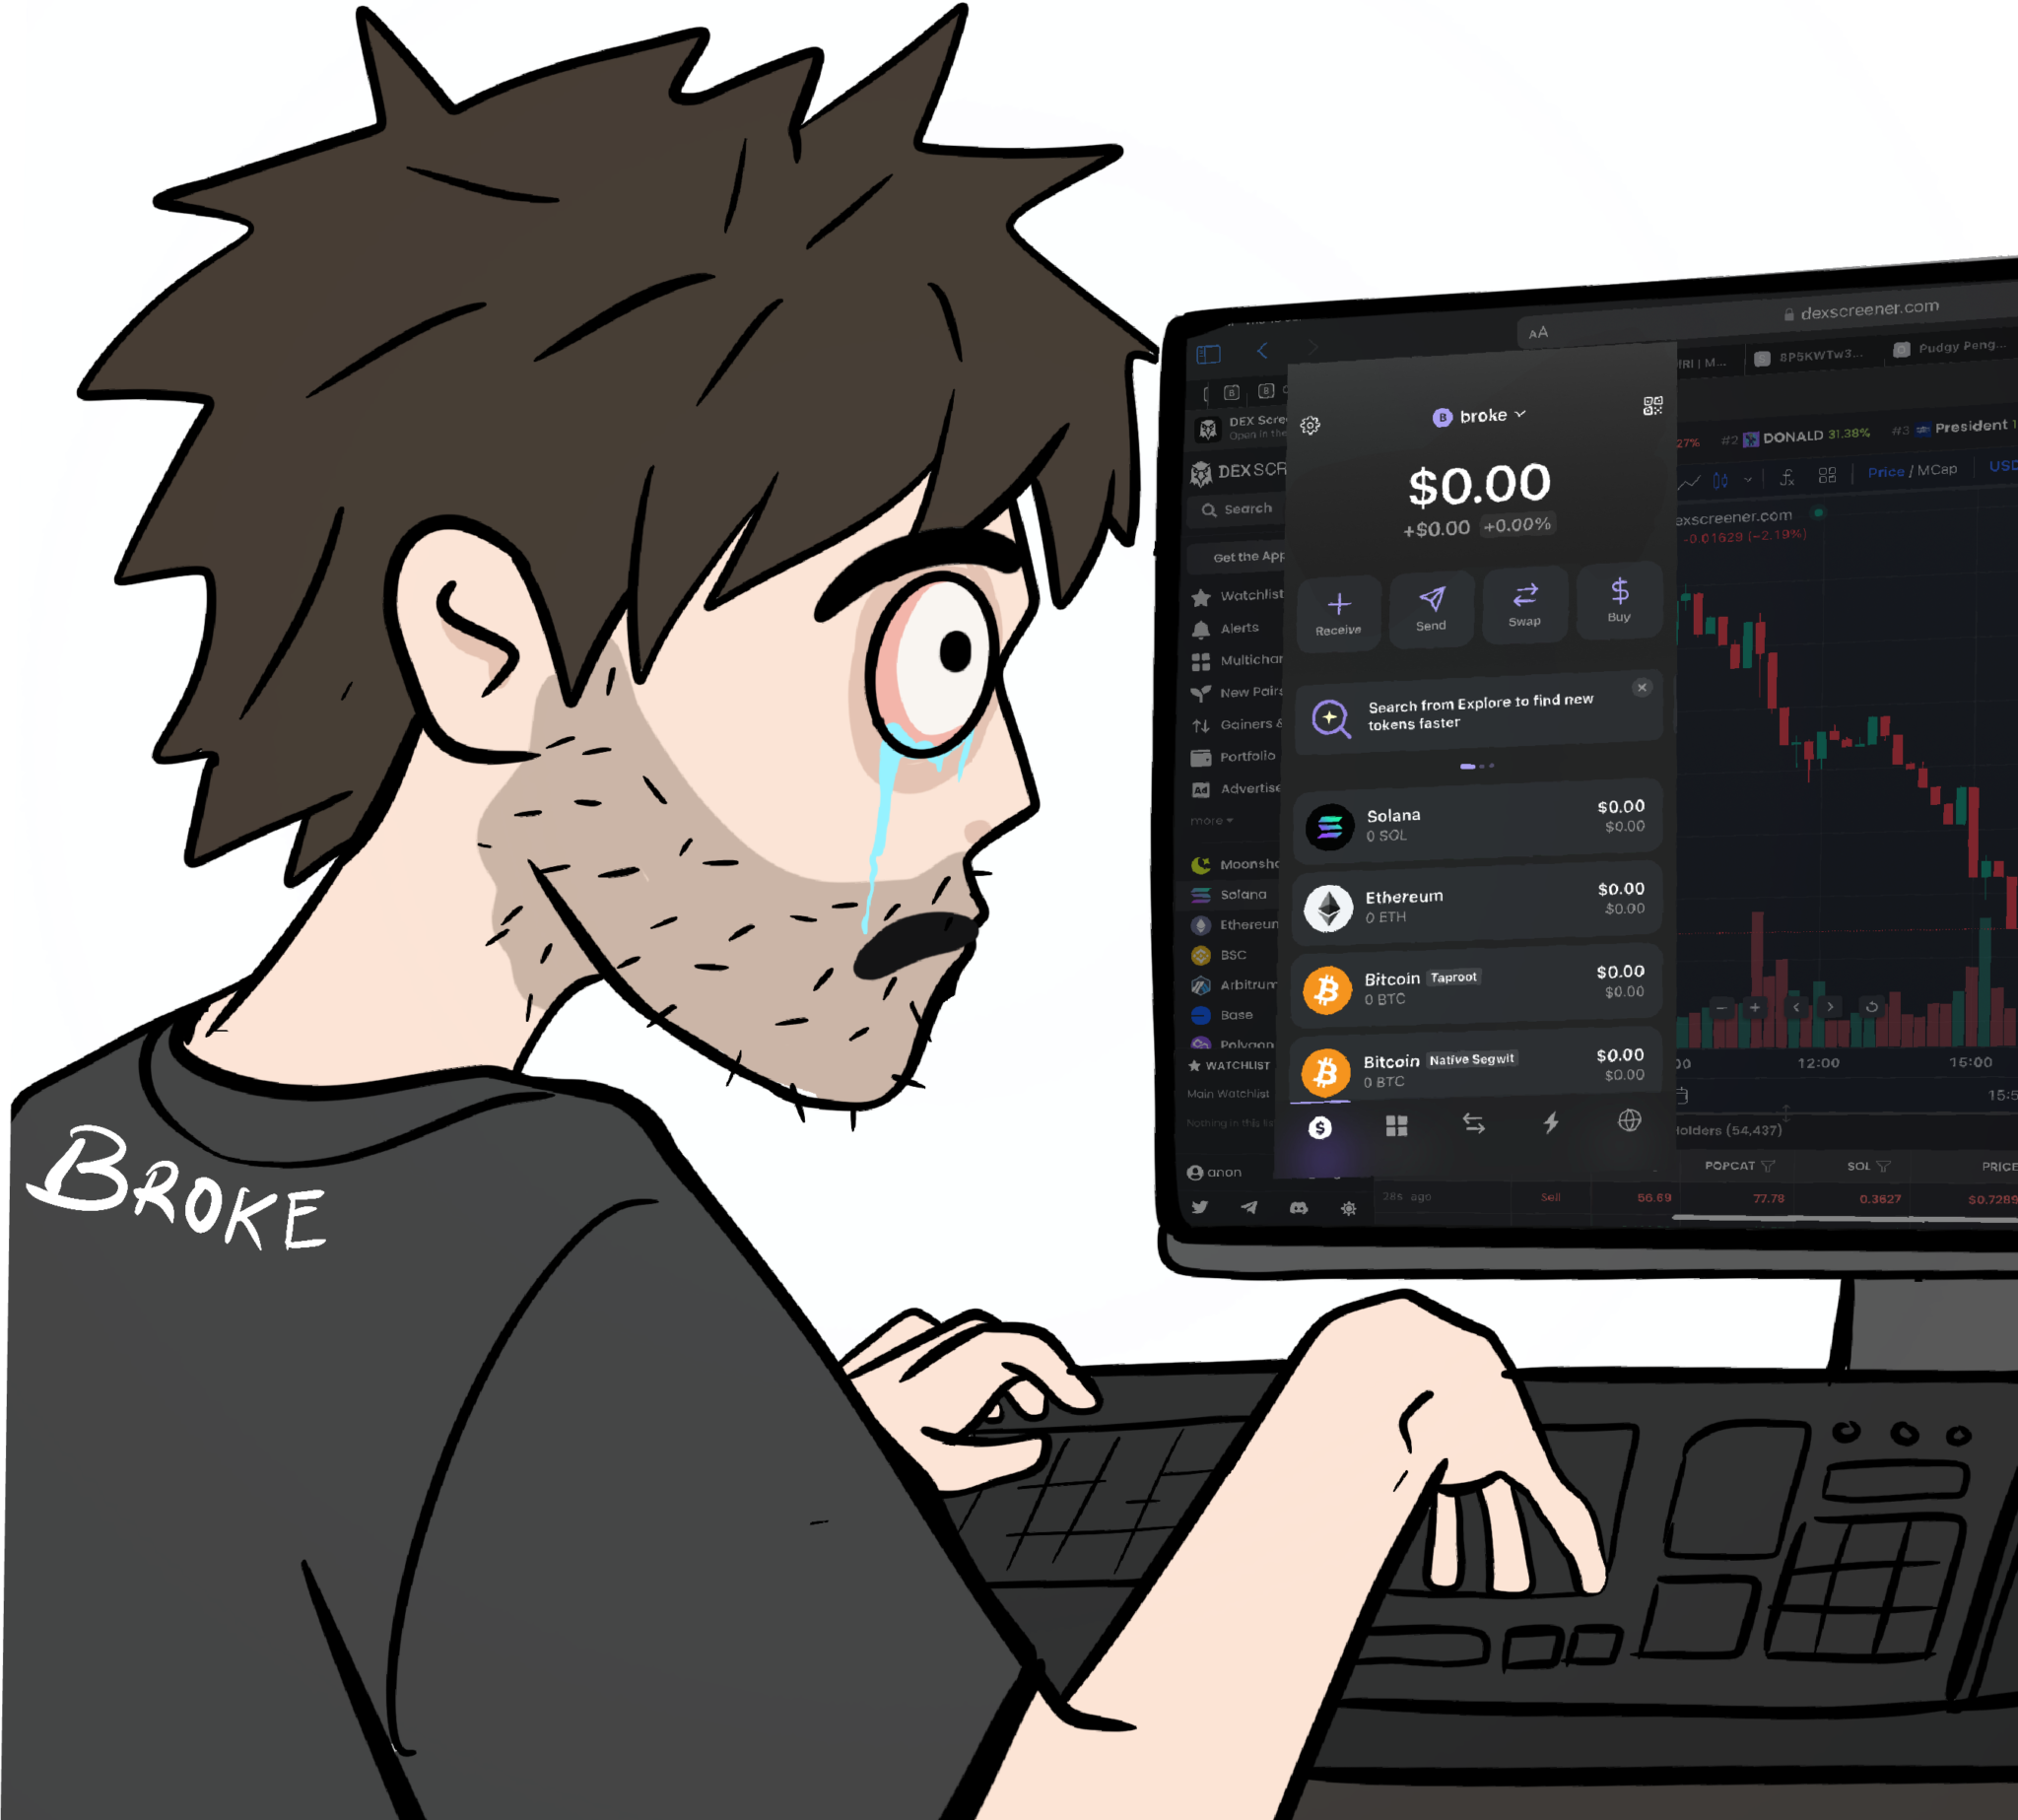 dexscreener.com
AA
IRI | M...
8P5KWTw3...
Pudgy Peng...
DEX Scre
Open in the
broke
27% #2 DONALD 31.38% #3 President 1
DEX SCR
$0.00
Price / MCap USD
Search
+$0.00 +0.00%
exscreener.com
-0.01629 (-2.19%)
Get the App
Watchlist
Receive
Send
Swap
Buy
Alerts
Multichar
New Pairs
Search from Explore to find new
tokens faster
Gainers &
Portfolio
Ad Advertise
more
Solana
0 SOL
$0.00
$0.00
Moonsho
Solana
Ethereum
0 ETH
$0.00
$0.00
Ethereum
BSC
Bitcoin Taproot
0 BTC
$0.00
$0.00
Arbitrum
Base
Polygon
Bitcoin Native Segwit
0 BTC
$0.00
$0.00
12:00
15:00
WATCHLIST
Main Watchlist
15:5
Nothing in this
Holders (54,437)
anon
POPCAT
SOL
PRICE
28s ago
Sell
56.69
77.78
0.3627
$0.7289
BROKE